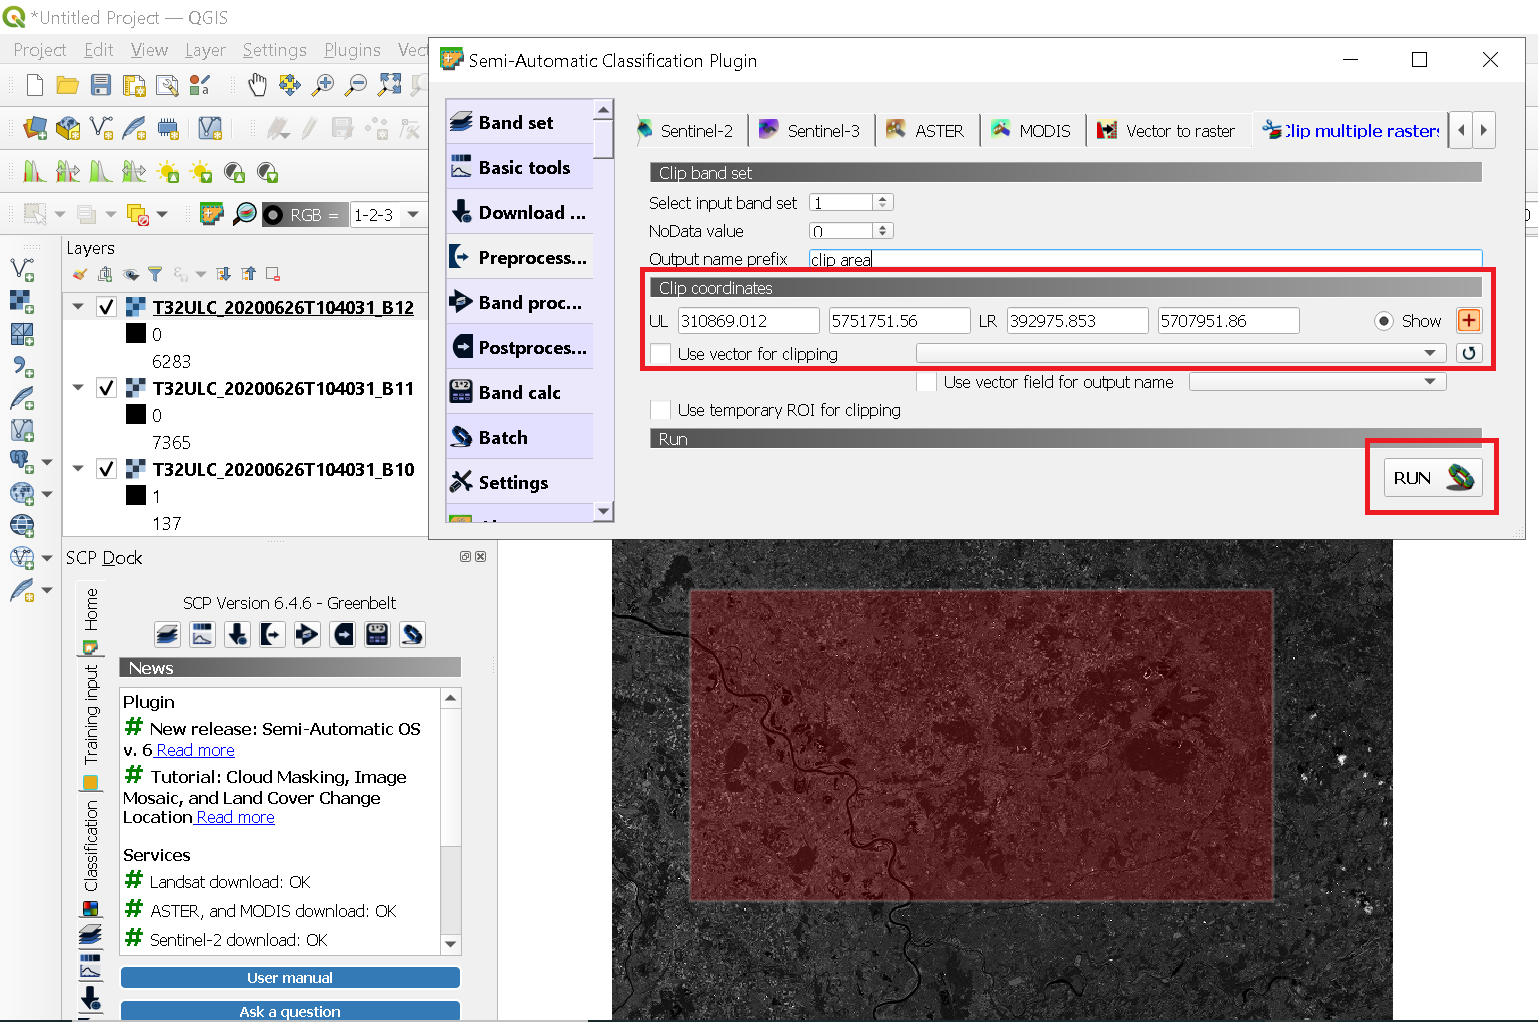 *Untitled Project — QGIS
Project Edit View Layer Settings Plugins Vect
Semi-Automatic Classification Plugin
Band set
Basic tools
Download ...
Preprocess...
Band proc...
Postproces...
Band calc
Batch
Settings
Sentinel-2 Sentinel-3 ASTER MODIS Vector to raster Clip multiple rasters
Clip band set
Select input band set 1
NoData value 0
Output name prefix clip area
Clip coordinates
UL 310869.012 5751751.56 LR 392975.853 5707951.86 Show
Use vector for clipping
Use vector field for output name
Use temporary ROI for clipping
Run
RUN
RGB = 1-2-3
Layers
T32ULC_20200626T104031_B12
0
6283
T32ULC_20200626T104031_B11
0
7365
T32ULC_20200626T104031_B10
1
137
SCP Dock
Home
Training input
Classification
SCP Version 6.4.6 - Greenbelt
News
Plugin
# New release: Semi-Automatic OS
v. 6 Read more
# Tutorial: Cloud Masking, Image
Mosaic, and Land Cover Change
Location Read more
Services
# Landsat download: OK
# ASTER, and MODIS download: OK
# Sentinel-2 download: OK
User manual
Ask a question